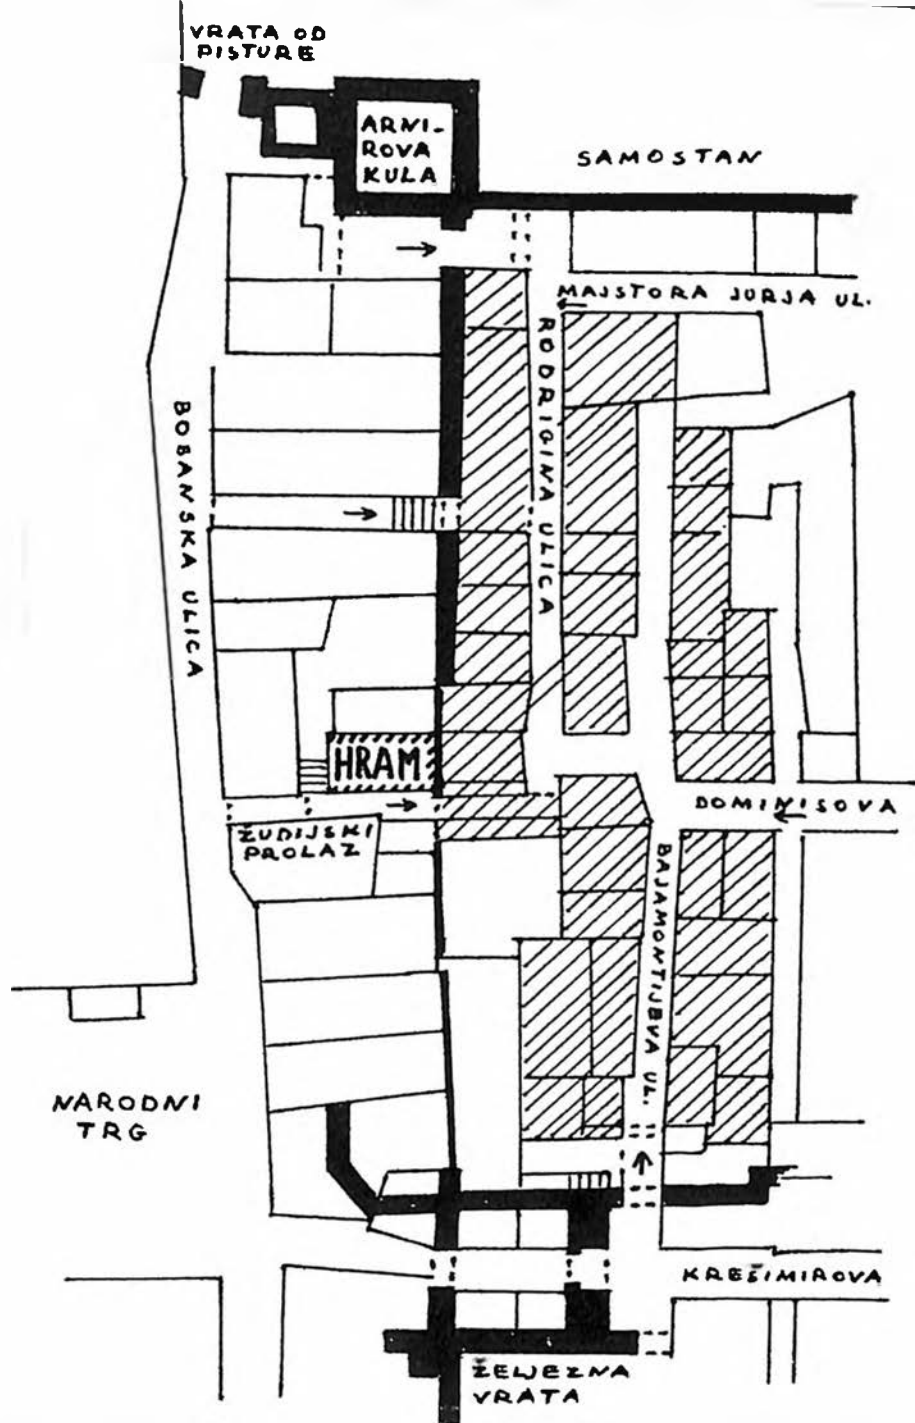 VRATA OD
PISTURE
ARNI-
ROVA
KULA
SAMOSTAN
MAJSTORA JURJA UL.
RODRIGINA ULICA
BOBANSKA ULICA
HRAM
DOMINISOVA
ŽUDIJSKI
PROLAZ
BAJAMONTIJEVA UL.
NARODNI
TRG
KREŠIMIROVA
ŽELJEZNA
VRATA